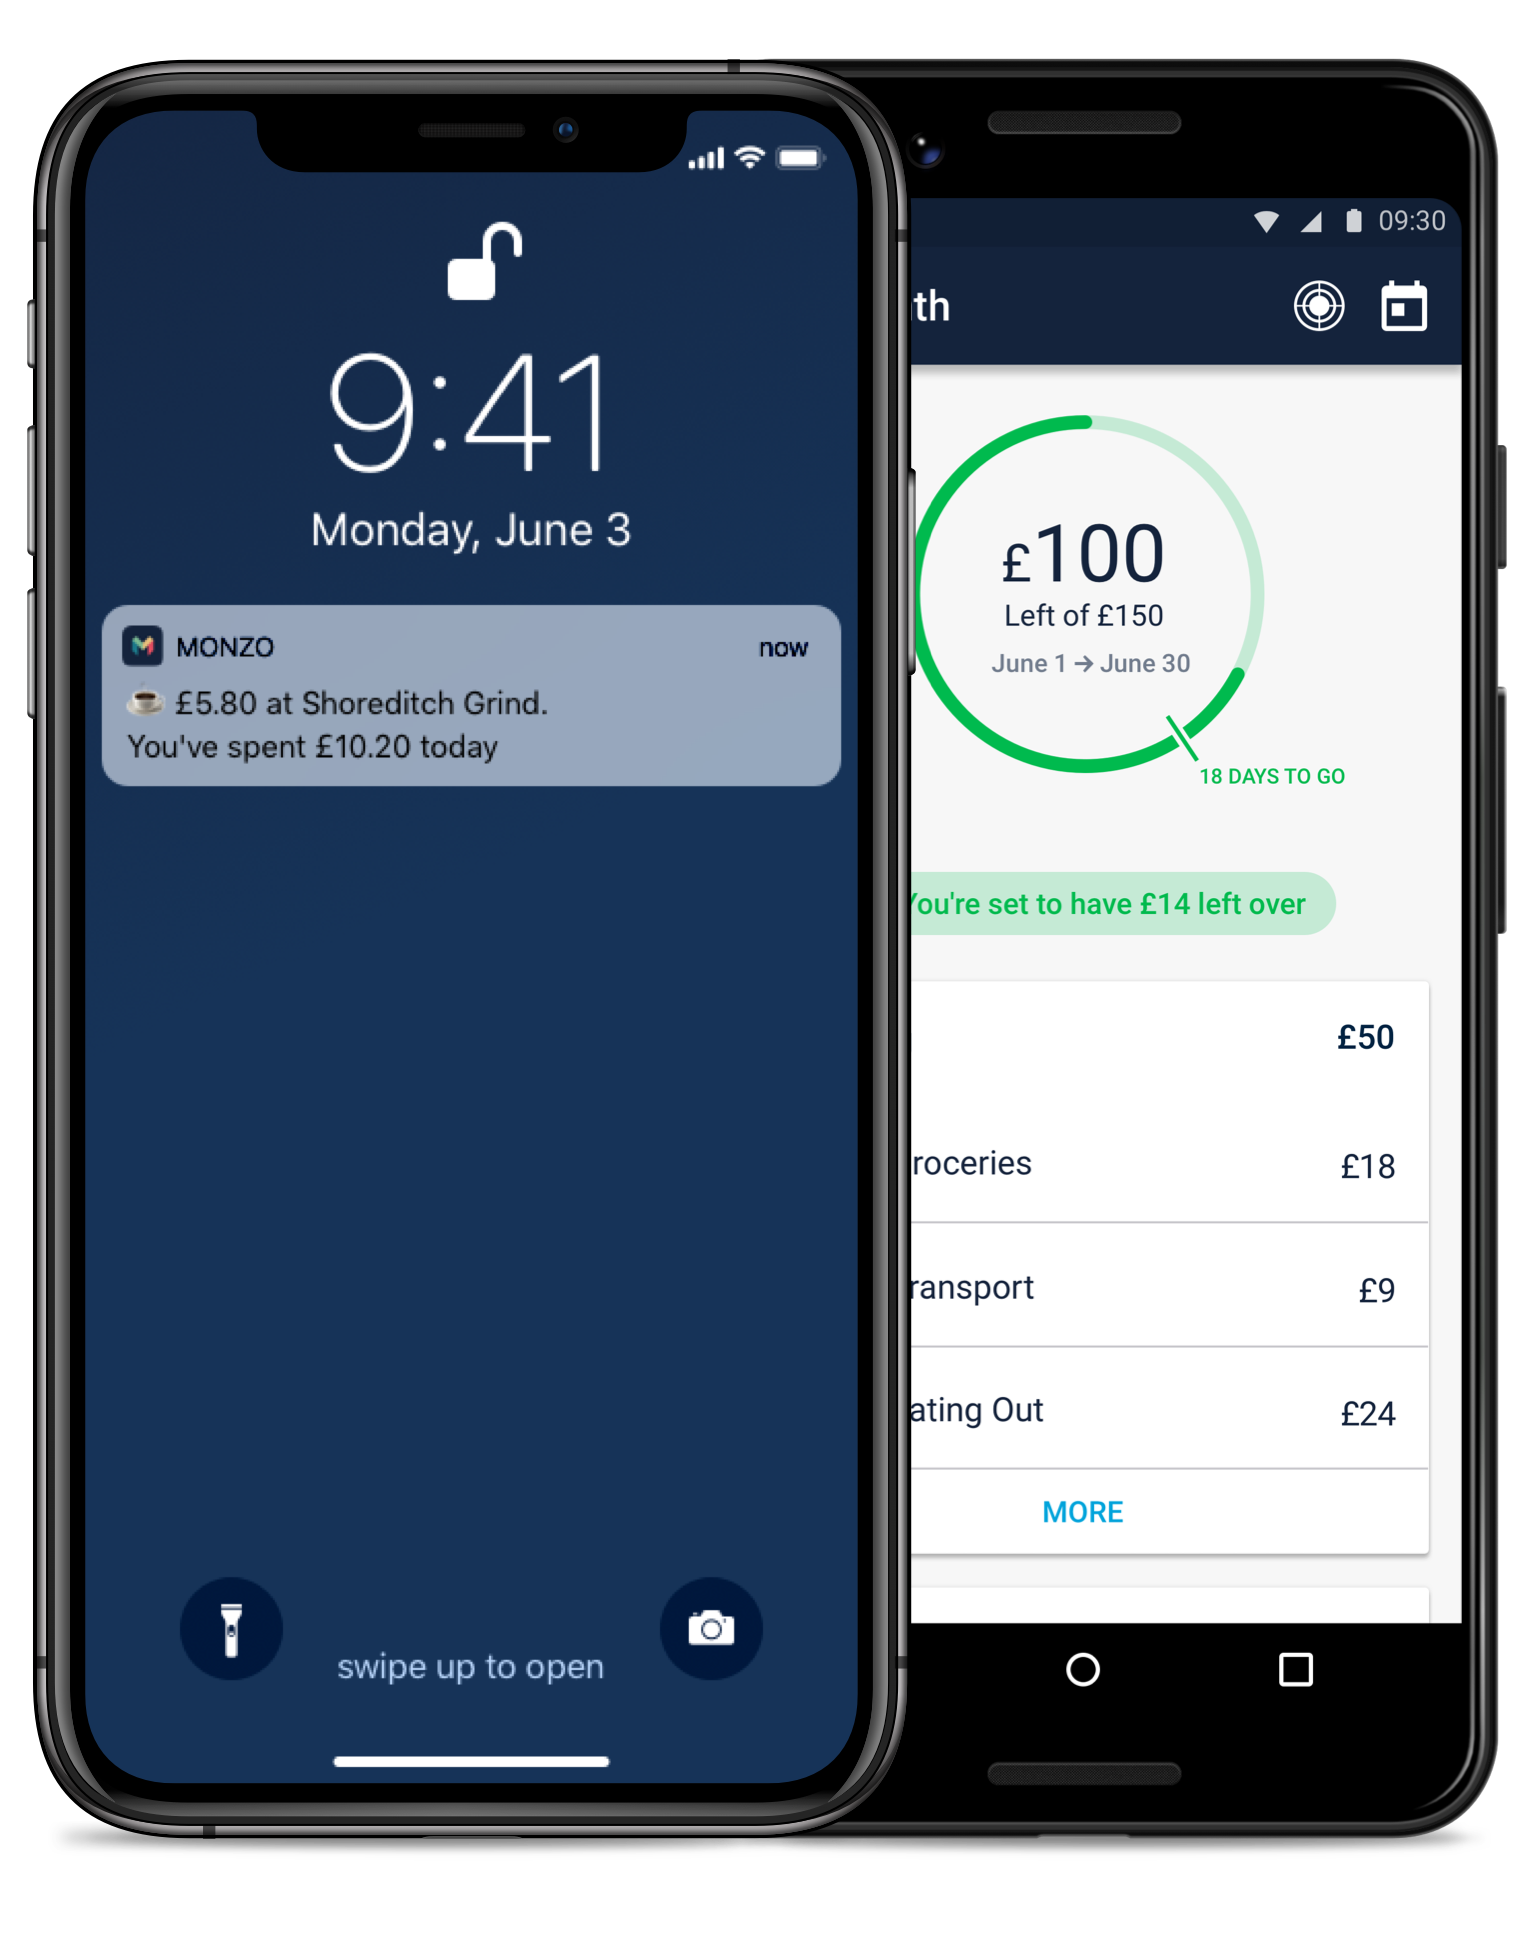 9:41
Monday, June 3
MONZO now
£5.80 at Shoreditch Grind.
You've spent £10.20 today
swipe up to open
09:30
th
£100
Left of £150
June 1 → June 30
18 DAYS TO GO
You're set to have £14 left over
£50
roceries £18
ransport £9
ating Out £24
MORE